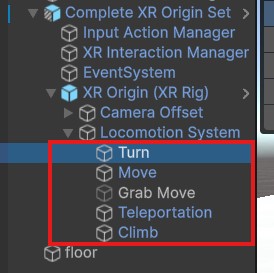 Complete XR Origin Set
Input Action Manager
XR Interaction Manager
EventSystem
XR Origin (XR Rig)
Camera Offset
Locomotion System
Turn
Move
Grab Move
Teleportation
Climb
floor